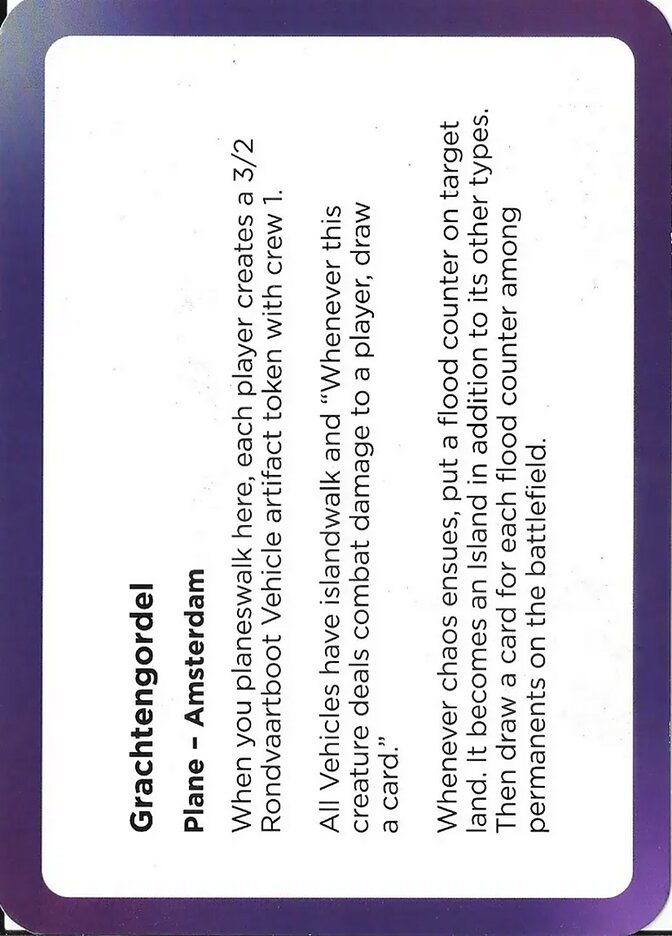 Grachtengordel
Plane – Amsterdam
When you planeswalk here, each player creates a 3/2
Rondvaartboot Vehicle artifact token with crew 1.
All Vehicles have islandwalk and “Whenever this
creature deals combat damage to a player, draw
a card.”
Whenever chaos ensues, put a flood counter on target
land. It becomes an Island in addition to its other types.
Then draw a card for each flood counter among
permanents on the battlefield.